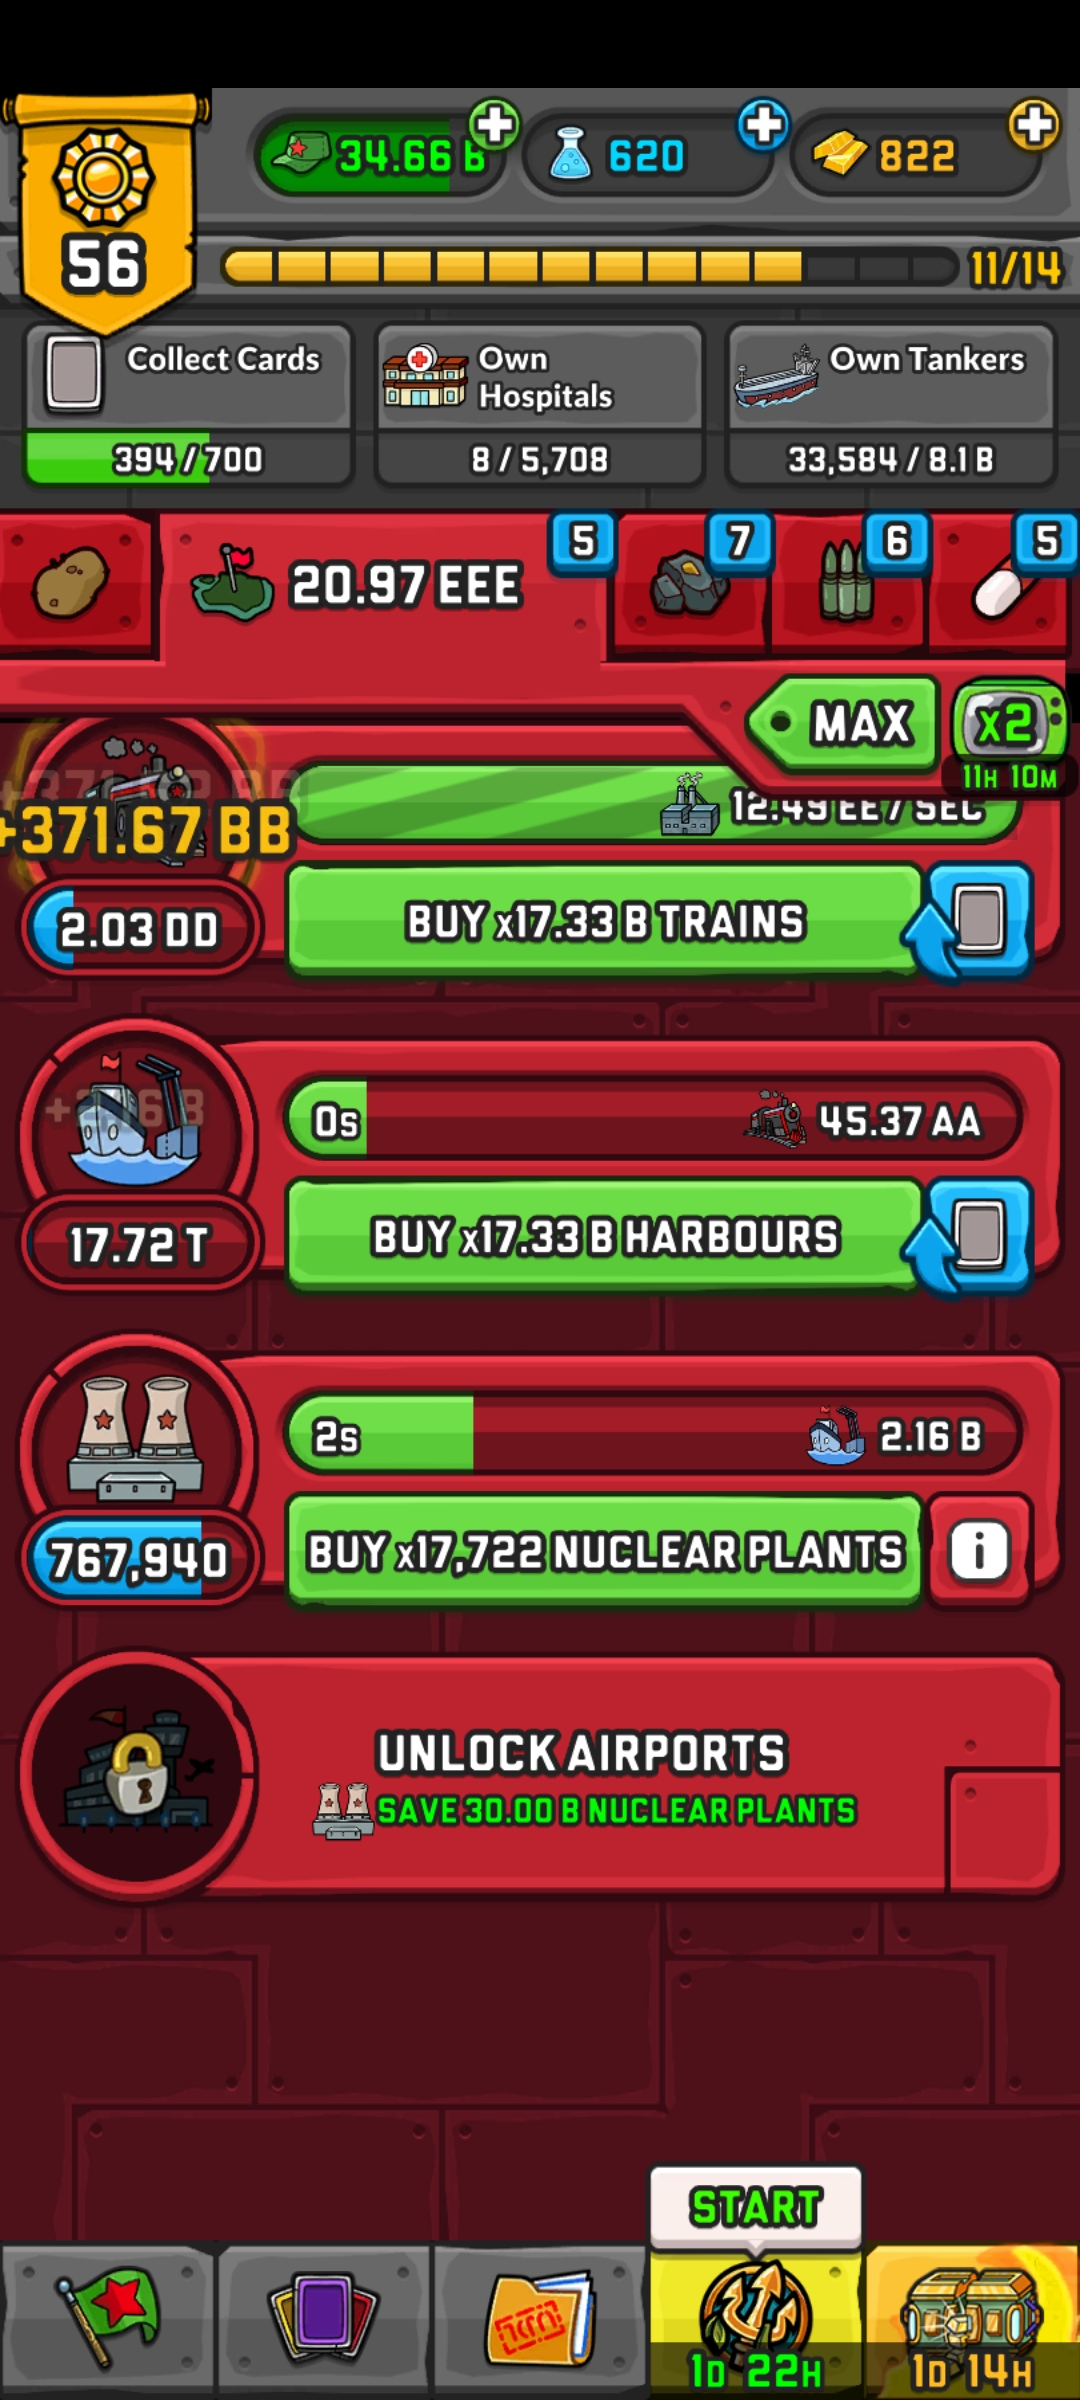 56
34.66 B
620
822
11/14
Collect Cards
394/700
Own
Hospitals
8/5,708
Own Tankers
33,584/8.1 B
20.97 EEE
5
7
6
5
MAX
x2
11H 10M
+371.67 BB
12.49 EE/SEC
2.03 DD
BUY x17.33 B TRAINS
0s
45.37 AA
17.72 T
BUY x17.33 B HARBOURS
2s
2.16 B
767,940
BUY x17,722 NUCLEAR PLANTS
i
UNLOCK AIRPORTS
SAVE 30.00 B NUCLEAR PLANTS
START
1D 22H
1D 14H